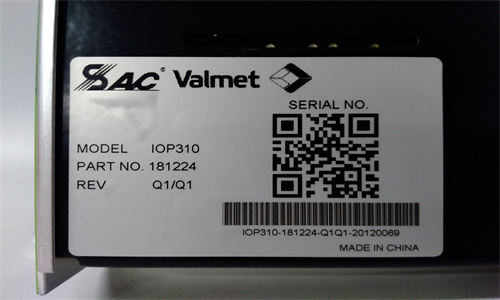 SAC® Valmet
SERIAL NO.
MODEL IOP310
PART NO. 181224
REV Q1/Q1
IOP310-181224-Q1Q1-20120069
MADE IN CHINA